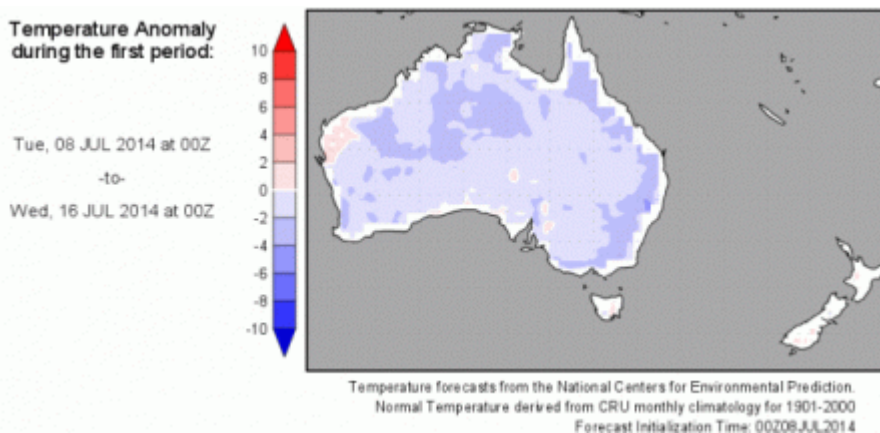 Temperature Anomaly
during the first period:
Tue, 08 JUL 2014 at 00Z
-to-
Wed, 16 JUL 2014 at 00Z
10
8
6
4
2
0
-2
-4
-6
-8
-10
Temperature forecasts from the National Centers for Environmental Prediction.
Normal Temperature derived from CRU monthly climatology for 1901-2000
Forecast Initialization Time: 00Z08JUL2014